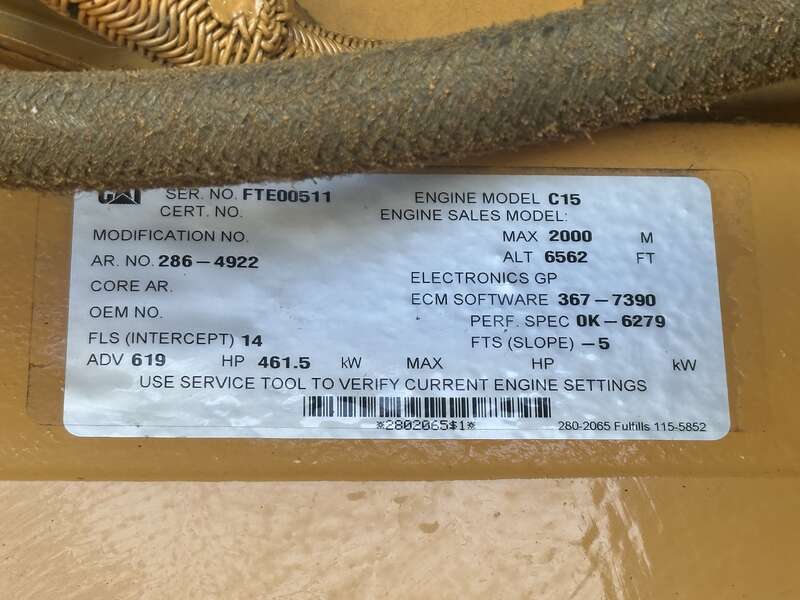 CAT SER. NO. FTE00511 ENGINE MODEL C15
CERT. NO. ENGINE SALES MODEL:
MODIFICATION NO. MAX 2000 M
AR. NO. 286-4922 ALT 6562 FT
CORE AR. ELECTRONICS GP
OEM NO. ECM SOFTWARE 367-7390
PERF. SPEC 0K-6279
FLS (INTERCEPT) 14 FTS (SLOPE) -5
ADV 619 HP 461.5 kW MAX HP kW
USE SERVICE TOOL TO VERIFY CURRENT ENGINE SETTINGS
*2802065$1*
280-2065 Fulfills 115-5852